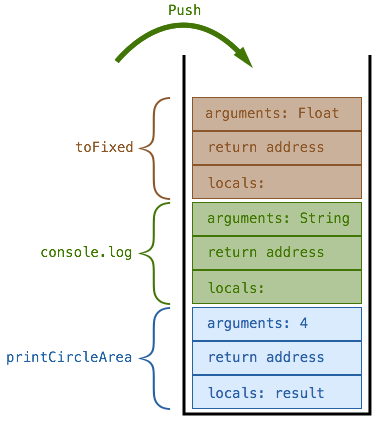 Push
arguments: Float
toFixed
return address
locals:
arguments: String
console.log
return address
locals:
arguments: 4
printCircleArea
return address
locals: result